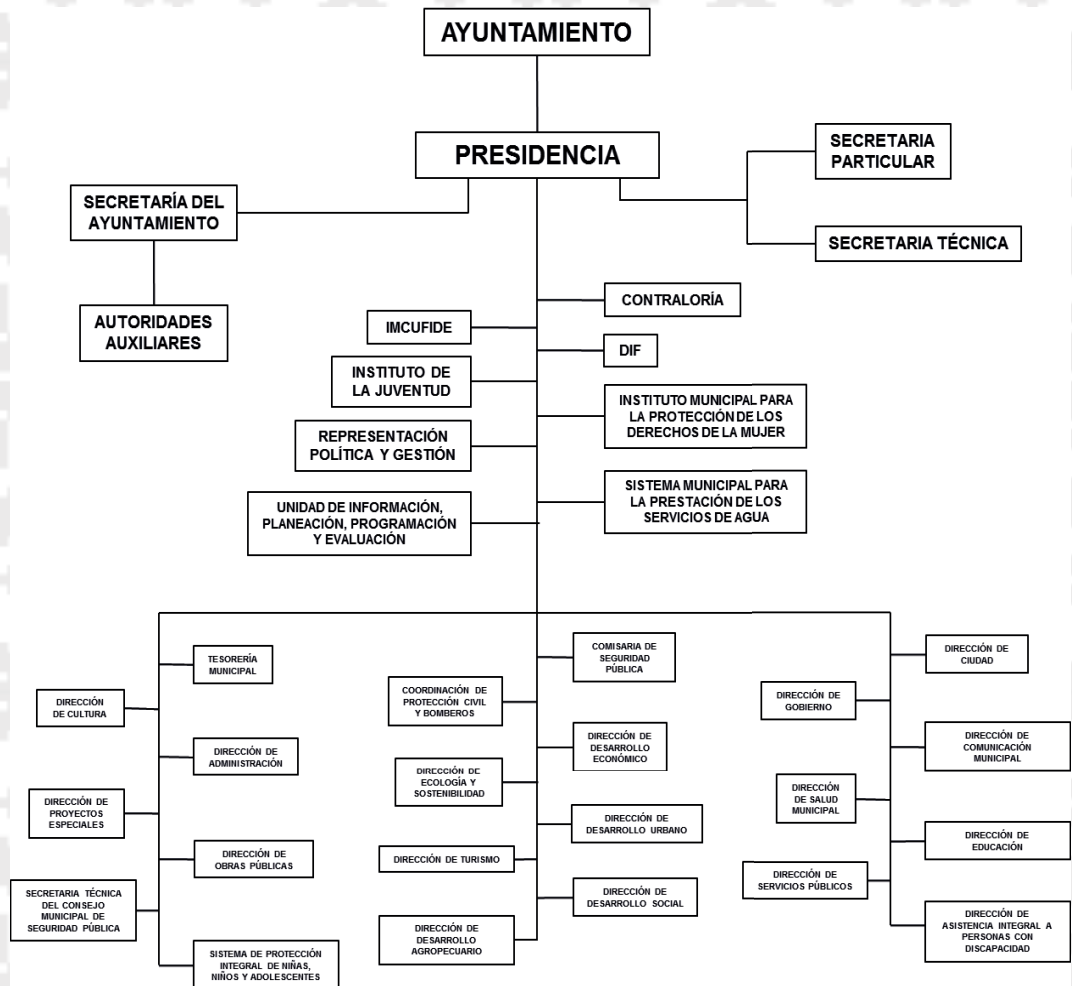 AYUNTAMIENTO
PRESIDENCIA
SECRETARIA
PARTICULAR
SECRETARÍA DEL
AYUNTAMIENTO
SECRETARIA TÉCNICA
AUTORIDADES
AUXILIARES
CONTRALORÍA
IMCUFIDE
DIF
INSTITUTO DE
LA JUVENTUD
INSTITUTO MUNICIPAL PARA
LA PROTECCIÓN DE LOS
DERECHOS DE LA MUJER
REPRESENTACIÓN
POLÍTICA Y GESTIÓN
SISTEMA MUNICIPAL PARA
LA PRESTACIÓN DE LOS
SERVICIOS DE AGUA
UNIDAD DE INFORMACIÓN,
PLANEACIÓN, PROGRAMACIÓN
Y EVALUACIÓN
TESORERÍA
MUNICIPAL
DIRECCIÓN
DE CULTURA
DIRECCIÓN DE
ADMINISTRACIÓN
DIRECCIÓN DE
PROYECTOS
ESPECIALES
DIRECCIÓN DE
OBRAS PÚBLICAS
SECRETARIA TÉCNICA
DEL CONSEJO
MUNICIPAL DE
SEGURIDAD PÚBLICA
SISTEMA DE PROTECCIÓN
INTEGRAL DE NIÑAS,
NIÑOS Y ADOLESCENTES
COMISARIA DE
SEGURIDAD
PÚBLICA
COORDINACIÓN DE
PROTECCIÓN CIVIL
Y BOMBEROS
DIRECCIÓN DE
DESARROLLO
ECONÓMICO
DIRECCIÓN DE
ECOLOGÍA Y
SOSTENIBILIDAD
DIRECCIÓN DE
DESARROLLO URBANO
DIRECCIÓN DE TURISMO
DIRECCIÓN DE
DESARROLLO SOCIAL
DIRECCIÓN DE
DESARROLLO
AGROPECUARIO
DIRECCIÓN DE
CIUDAD
DIRECCIÓN DE
GOBIERNO
DIRECCIÓN DE
COMUNICACIÓN
MUNICIPAL
DIRECCIÓN
DE SALUD
MUNICIPAL
DIRECCIÓN DE
EDUCACIÓN
DIRECCIÓN DE
SERVICIOS PÚBLICOS
DIRECCIÓN DE
ASISTENCIA INTEGRAL A
PERSONAS CON
DISCAPACIDAD